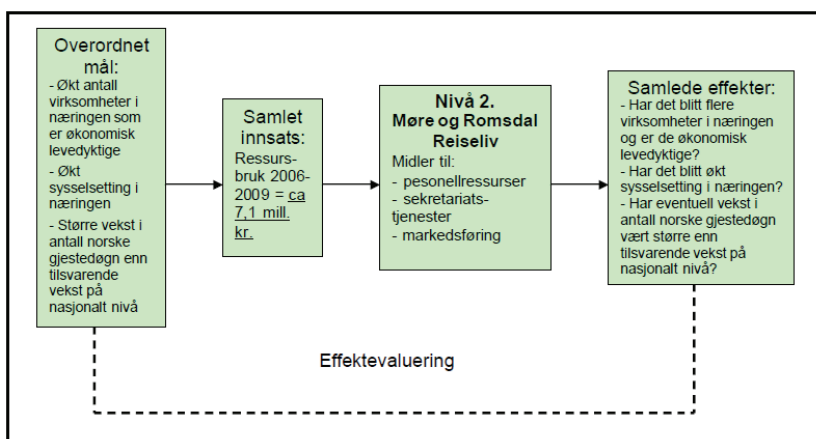 Overordnet
mål:
- Økt antall
virksomheter i
næringen som
er økonomisk
levedyktige
- Økt
sysselsetting i
næringen
- Større vekst i
antall norske
gjestedøgn enn
tilsvarende
vekst på
nasjonalt nivå
Samlet
innsats:
Ressurs-
bruk 2006-
2009 = ca
7,1 mill.
kr.
Nivå 2.
Møre og Romsdal
Reiseliv
Midler til:
- pesonellressurser
- sekretariats-
tjenester
- markedsføring
Samlede effekter:
- Har det blitt flere
virksomheter i næringen
og er de økonomisk
levedyktige?
- Har det blitt økt
sysselsetting i næringen?
- Har eventuell vekst i
antall norske gjestedøgn
vært større enn
tilsvarende vekst på
nasjonalt nivå?
Effektevaluering